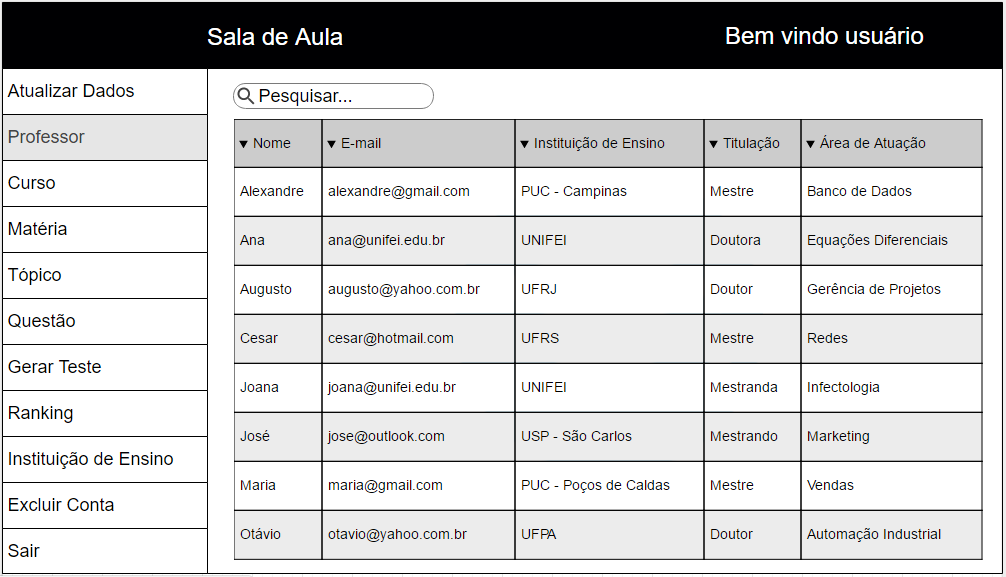 Sala de Aula Bem vindo usuário
Atualizar Dados
Professor
Curso
Matéria
Tópico
Questão
Gerar Teste
Ranking
Instituição de Ensino
Excluir Conta
Sair
Pesquisar...
▼ Nome ▼ E-mail ▼ Instituição de Ensino ▼ Titulação ▼ Área de Atuação
Alexandre alexandre@gmail.com PUC - Campinas Mestre Banco de Dados
Ana ana@unifei.edu.br UNIFEI Doutora Equações Diferenciais
Augusto augusto@yahoo.com.br UFRJ Doutor Gerência de Projetos
Cesar cesar@hotmail.com UFRS Mestre Redes
Joana joana@unifei.edu.br UNIFEI Mestranda Infectologia
José jose@outlook.com USP - São Carlos Mestrando Marketing
Maria maria@gmail.com PUC - Poços de Caldas Mestre Vendas
Otávio otavio@yahoo.com.br UFPA Doutor Automação Industrial